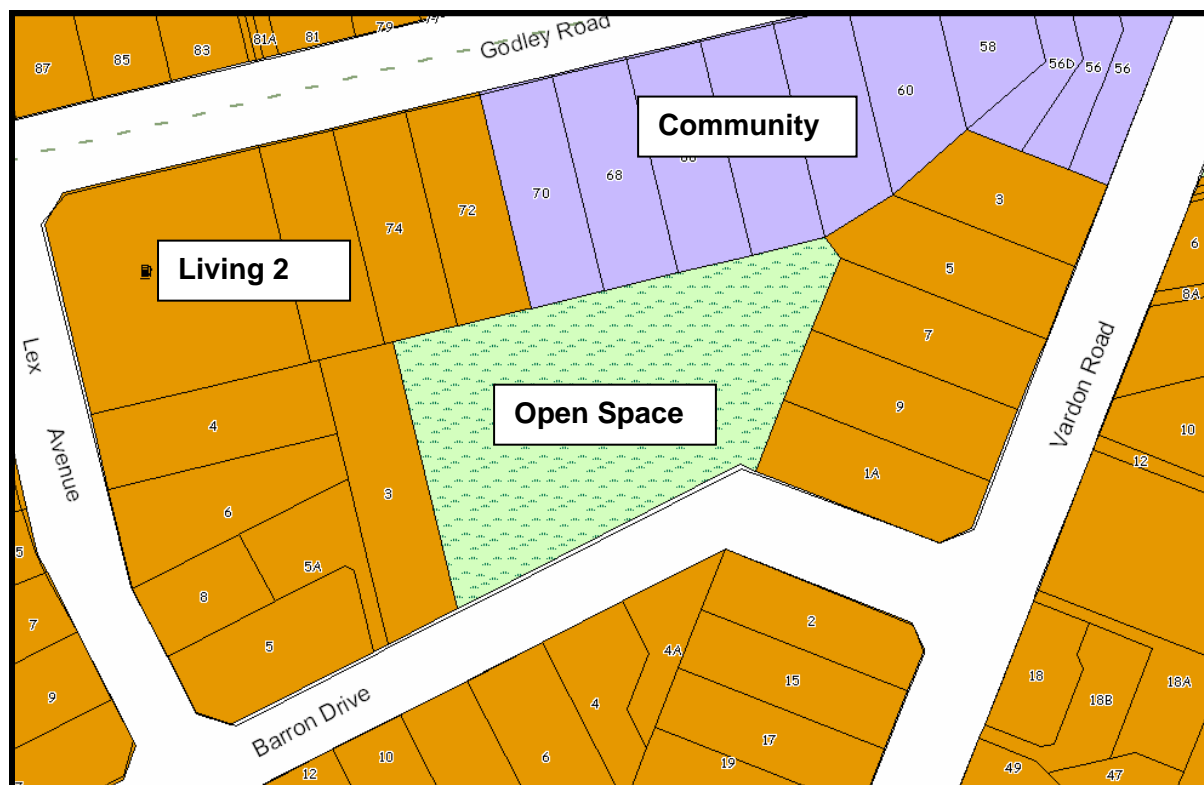 87
85
83
81A
81
79
Godley Road
58
56D
56
56
60
Community
70
68
72
74
3
5
7
9
1A
6
8A
10
12
Living 2
Lex
Avenue
Open Space
Vardon Road
4
6
3
8
5A
5
5
7
9
Barron Drive
12
10
6
4
4A
2
15
17
19
18
18B
18A
49
47